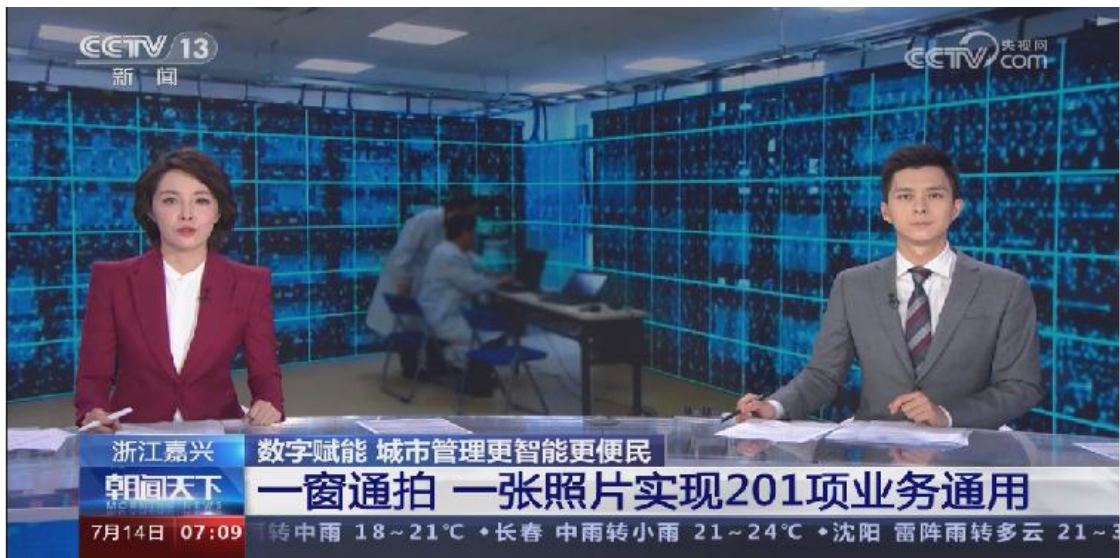 CCTV 13
新闻
央视网
CCTV com
浙江嘉兴
数字赋能 城市管理更智能更便民
朝闻天下
MORNING NEWS
一窗通拍 一张照片实现201项业务通用
7月14日 07:09
转中雨 18~21℃ •长春 中雨转小雨 21~24℃ •沈阳 雷阵雨转多云 21~